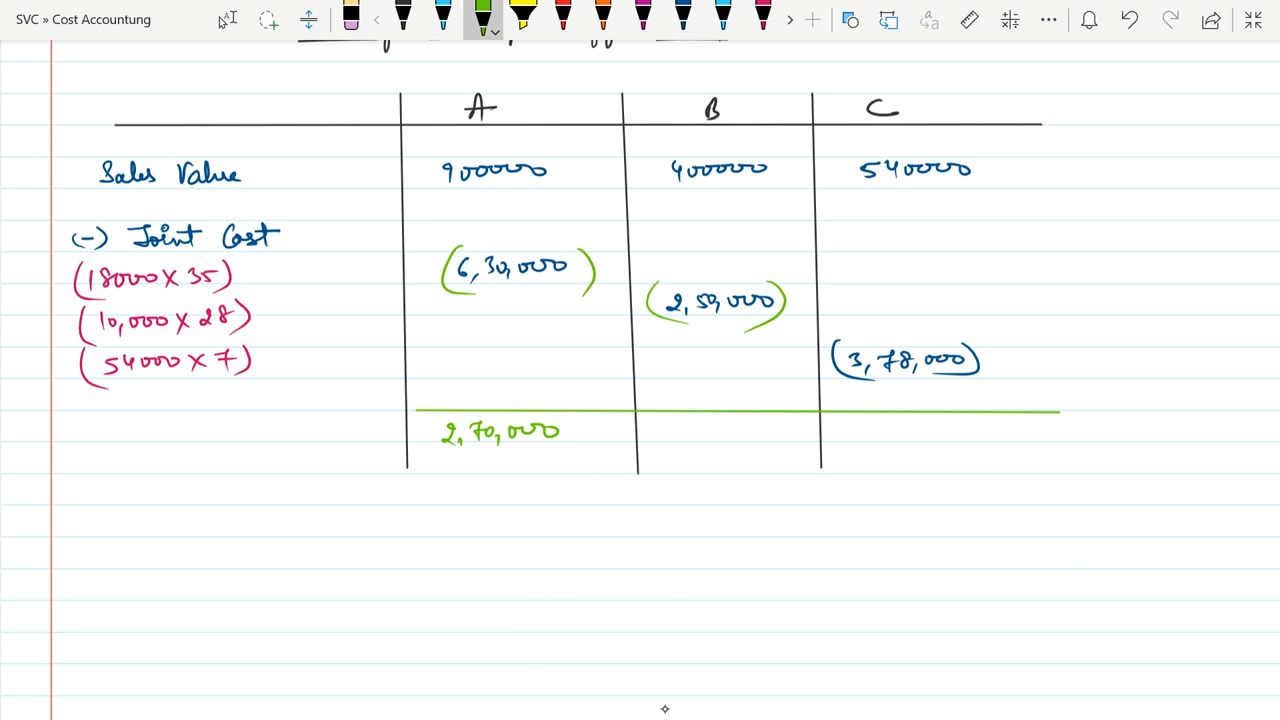 SVC » Cost Accountung
A B C
Sales Value 900000 400000 540000
(-) Joint Cost
(18000 X 35) (6,30,000)
(10,000 X 28) (2,50,000)
(54000 X 7) (3,78,000)
2,70,000